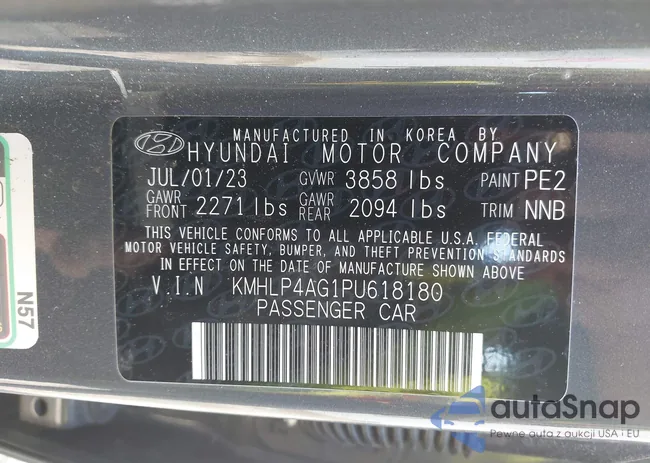 MANUFACTURED IN KOREA BY
HYUNDAI MOTOR COMPANY
JUL/01/23 GVWR 3858 lbs PAINT PE2
GAWR FRONT 2271 lbs GAWR REAR 2094 lbs TRIM NNB
THIS VEHICLE CONFORMS TO ALL APPLICABLE U.S.A. FEDERAL
MOTOR VEHICLE SAFETY, BUMPER, AND THEFT PREVENTION STANDARDS
IN EFFECT ON THE DATE OF MANUFACTURE SHOWN ABOVE
V.I.N KMHLP4AG1PU618180
PASSENGER CAR
N57
autoSnap
Pewne auta z aukcji USA i EU